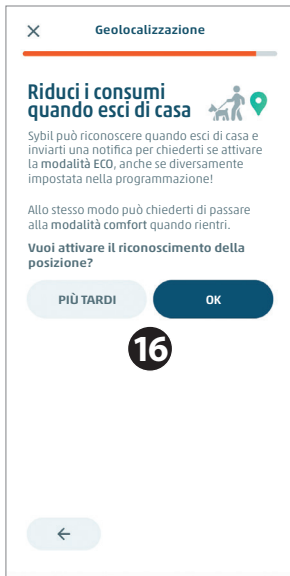 Geolocalizzazione
Riduci i consumi
quando esci di casa
Sybil può riconoscere quando esci di casa e
inviarti una notifica per chiederti se attivare
la modalità ECO, anche se diversamente
impostata nella programmazione!
Allo stesso modo può chiederti di passare
alla modalità comfort quando rientri.
Vuoi attivare il riconoscimento della
posizione?
PIÙ TARDI
OK
16